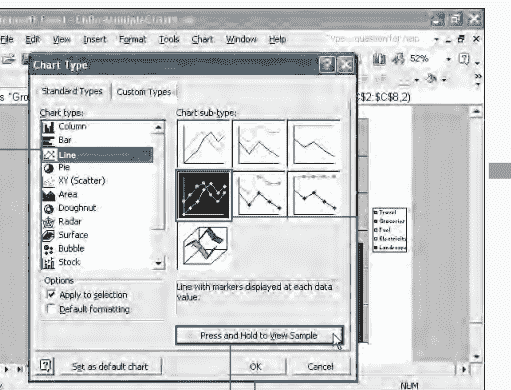 File Edit View Insert Format Tools Chart Window Help
52%
Chart Type
Standard Types Custom Types
C$2:$C$8,2)
Chart type:
Chart sub-type:
Column
Bar
Line
Pie
XY (Scatter)
Area
Doughnut
Radar
Surface
Bubble
Stock
Travel
Groceries
Fuel
Electricity
Landscape
Line with markers displayed at each data
value.
Options
Apply to selection
Default formatting
Press and Hold to View Sample
Set as default chart
OK
Cancel
NUM